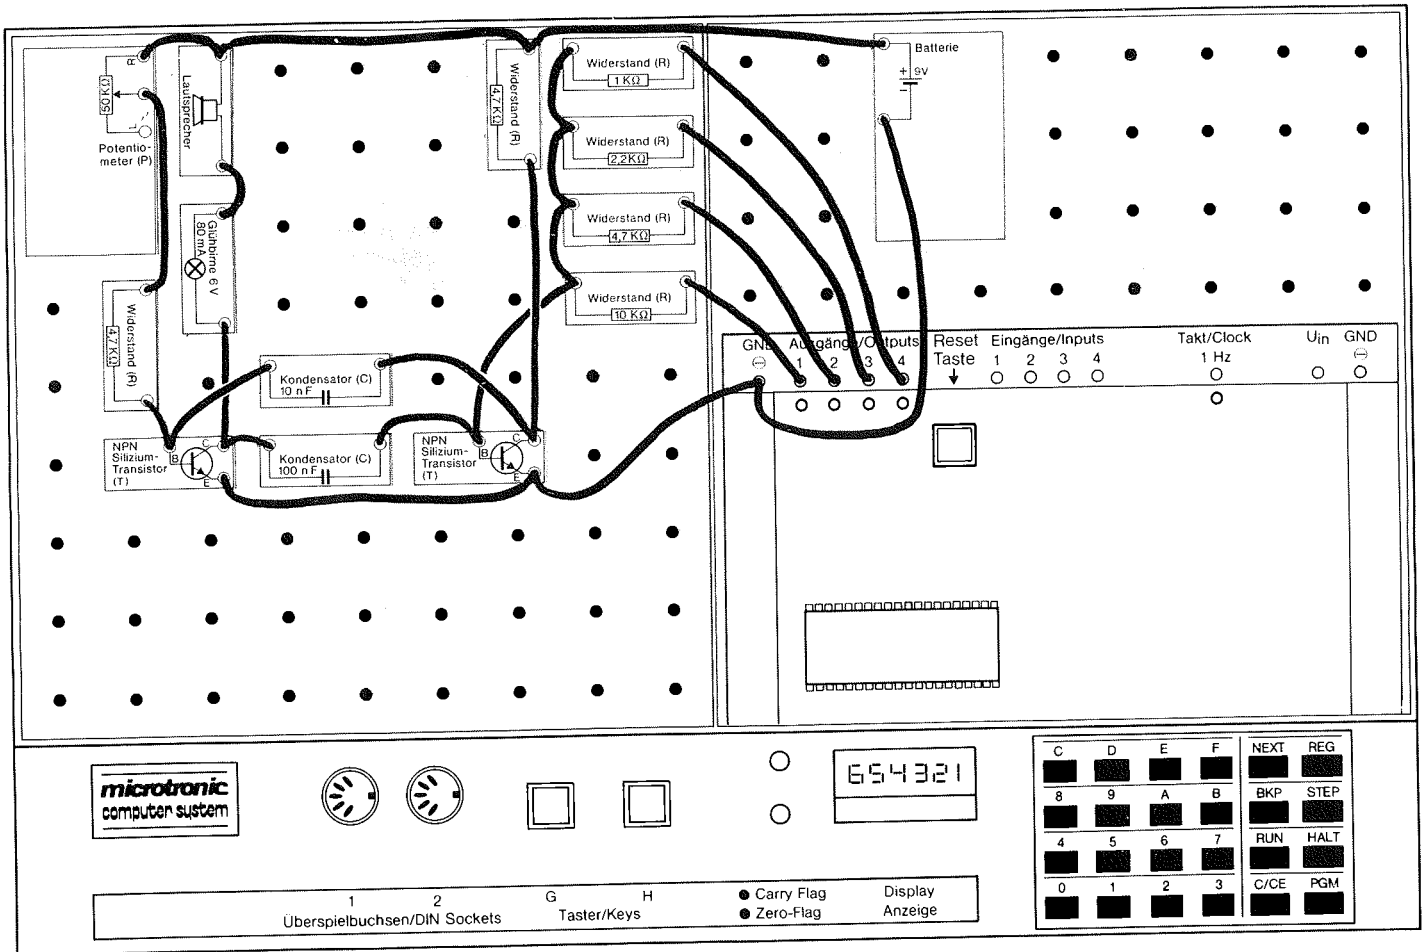 R
50 KΩ
L
Potentio-
meter (P)
Lautsprecher
4,7 KΩ
Widerstand (R)
Widerstand (R)
1 KΩ
Widerstand (R)
2,2KΩ
Widerstand (R)
4,7 KΩ
Widerstand (R)
10 KΩ
Batterie
+ 9V
-
Glühbirne 6 V
80 mA
4,7 KΩ
Widerstand (R)
Kondensator (C)
10 n F
Kondensator (C)
100 n F
NPN
Silizium-
Transistor
(T)
B C E
NPN
Silizium-
Transistor
(T)
B C E
GND Ausgänge/Outputs Reset Eingänge/Inputs Takt/Clock Uin GND
1 2 3 4 Taste 1 2 3 4 1 Hz
microtronic
computer system
654321
C D E F NEXT REG
8 9 A B BKP STEP
4 5 6 7 RUN HALT
0 1 2 3 C/CE PGM
1 2 G H Carry Flag Display
Überspielbuchsen/DIN Sockets Taster/Keys Zero-Flag Anzeige